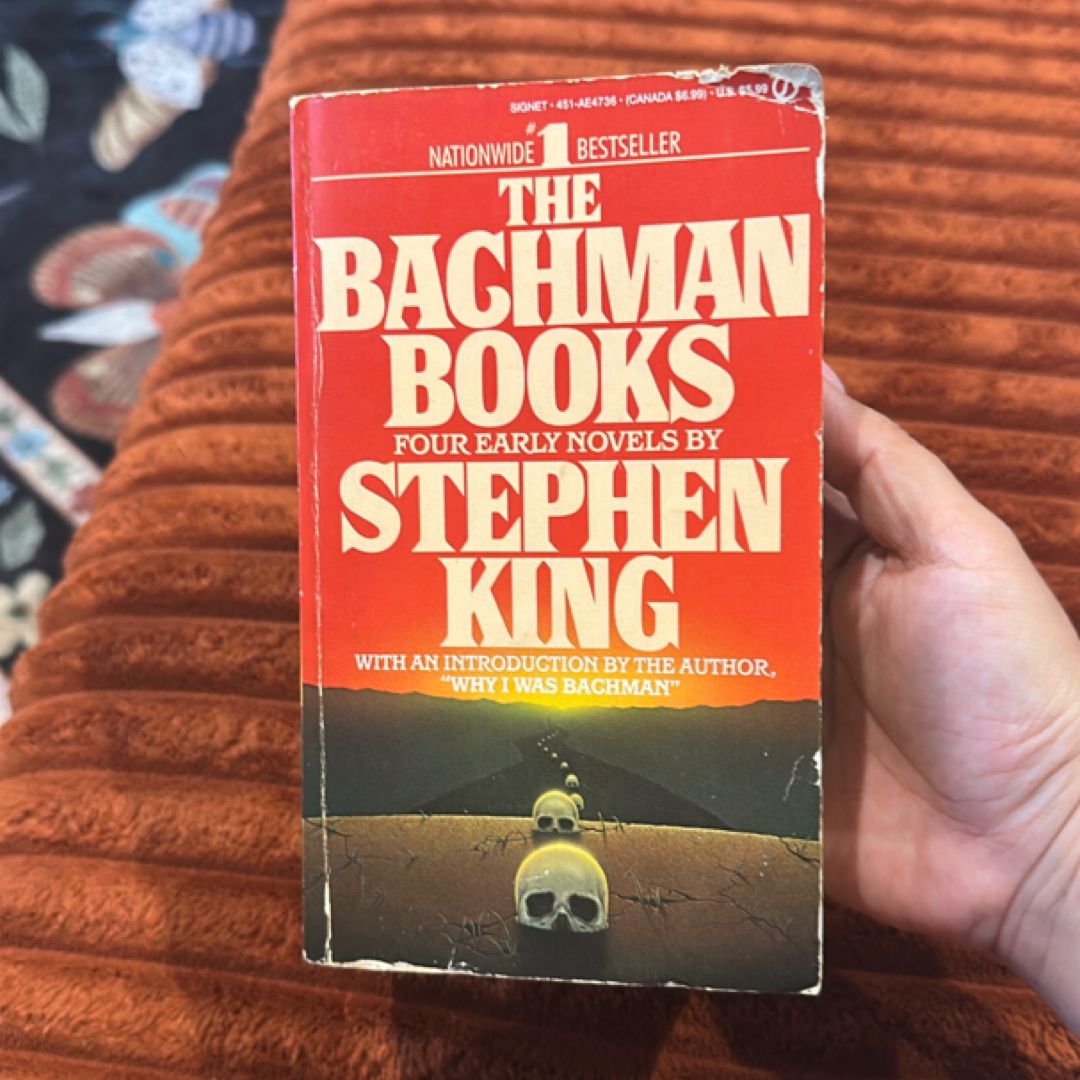 SIGNET • 451-AE4736 • (CANADA $6.99) • U.S. $5.99
NATIONWIDE #1 BESTSELLER
THE
BACHMAN
BOOKS
FOUR EARLY NOVELS BY
STEPHEN
KING
WITH AN INTRODUCTION BY THE AUTHOR,
“WHY I WAS BACHMAN”